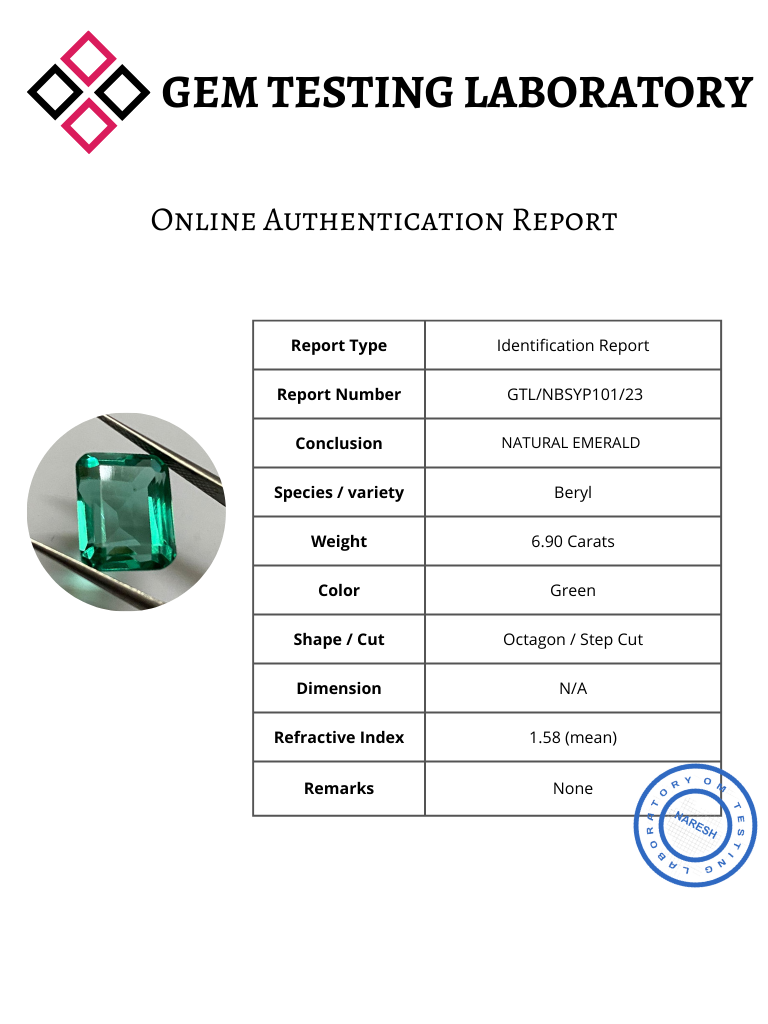 GEM TESTING LABORATORY
Online Authentication Report
Report Type Identification Report
Report Number GTL/NBSYP101/23
Conclusion NATURAL EMERALD
Species / variety Beryl
Weight 6.90 Carats
Color Green
Shape / Cut Octagon / Step Cut
Dimension N/A
Refractive Index 1.58 (mean)
Remarks None
OM TESTING LABORATORY
NARESH